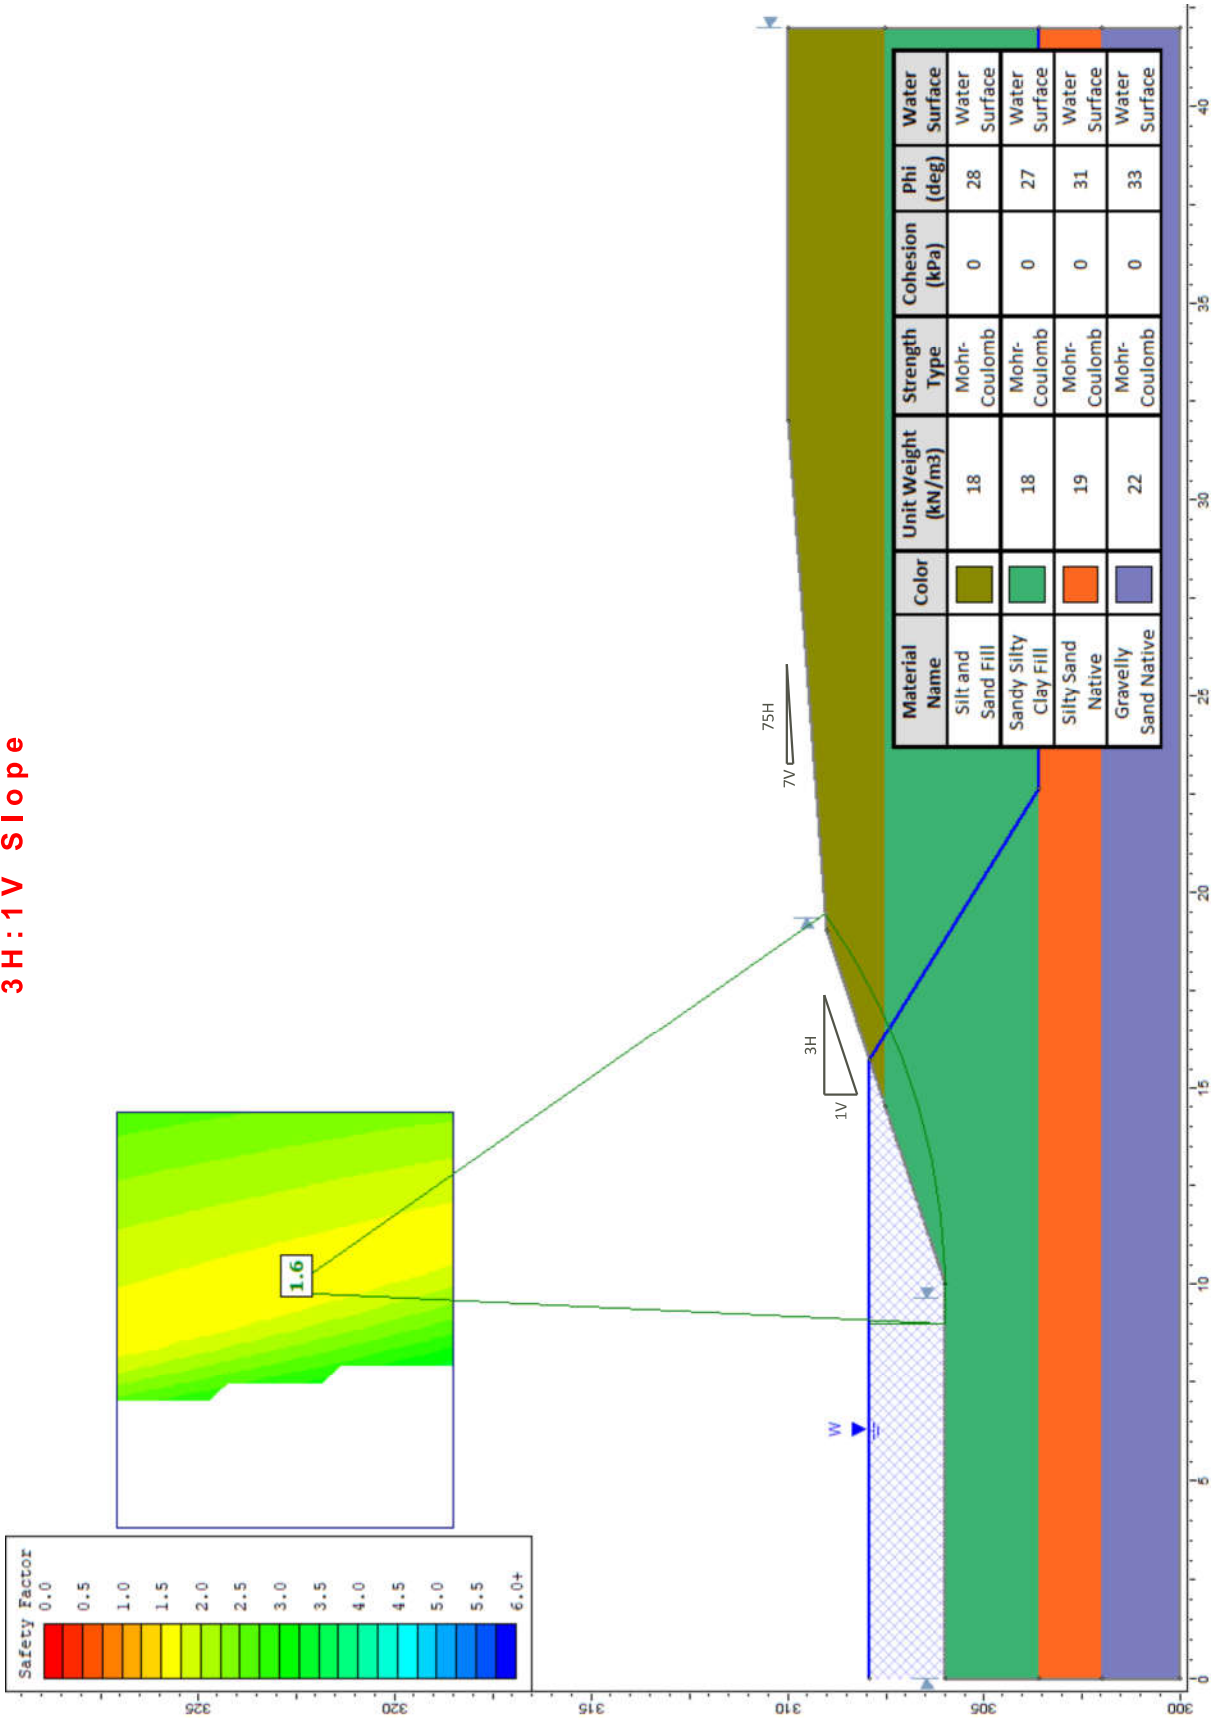 3H:1V Slope
Safety Factor
0.0
0.5
1.0
1.5
2.0
2.5
3.0
3.5
4.0
4.5
5.0
5.5
6.0+
1.6
W
3H
1V
75H
7V
Material Name Color Unit Weight (kN/m3) Strength Type Cohesion (kPa) Phi (deg) Water Surface
Silt and Sand Fill 18 Mohr-Coulomb 0 28 Water Surface
Sandy Silty Clay Fill 18 Mohr-Coulomb 0 27 Water Surface
Silty Sand Native 19 Mohr-Coulomb 0 31 Water Surface
Gravelly Sand Native 22 Mohr-Coulomb 0 33 Water Surface
325
320
315
310
305
300
0 5 10 15 20 25 30 35 40